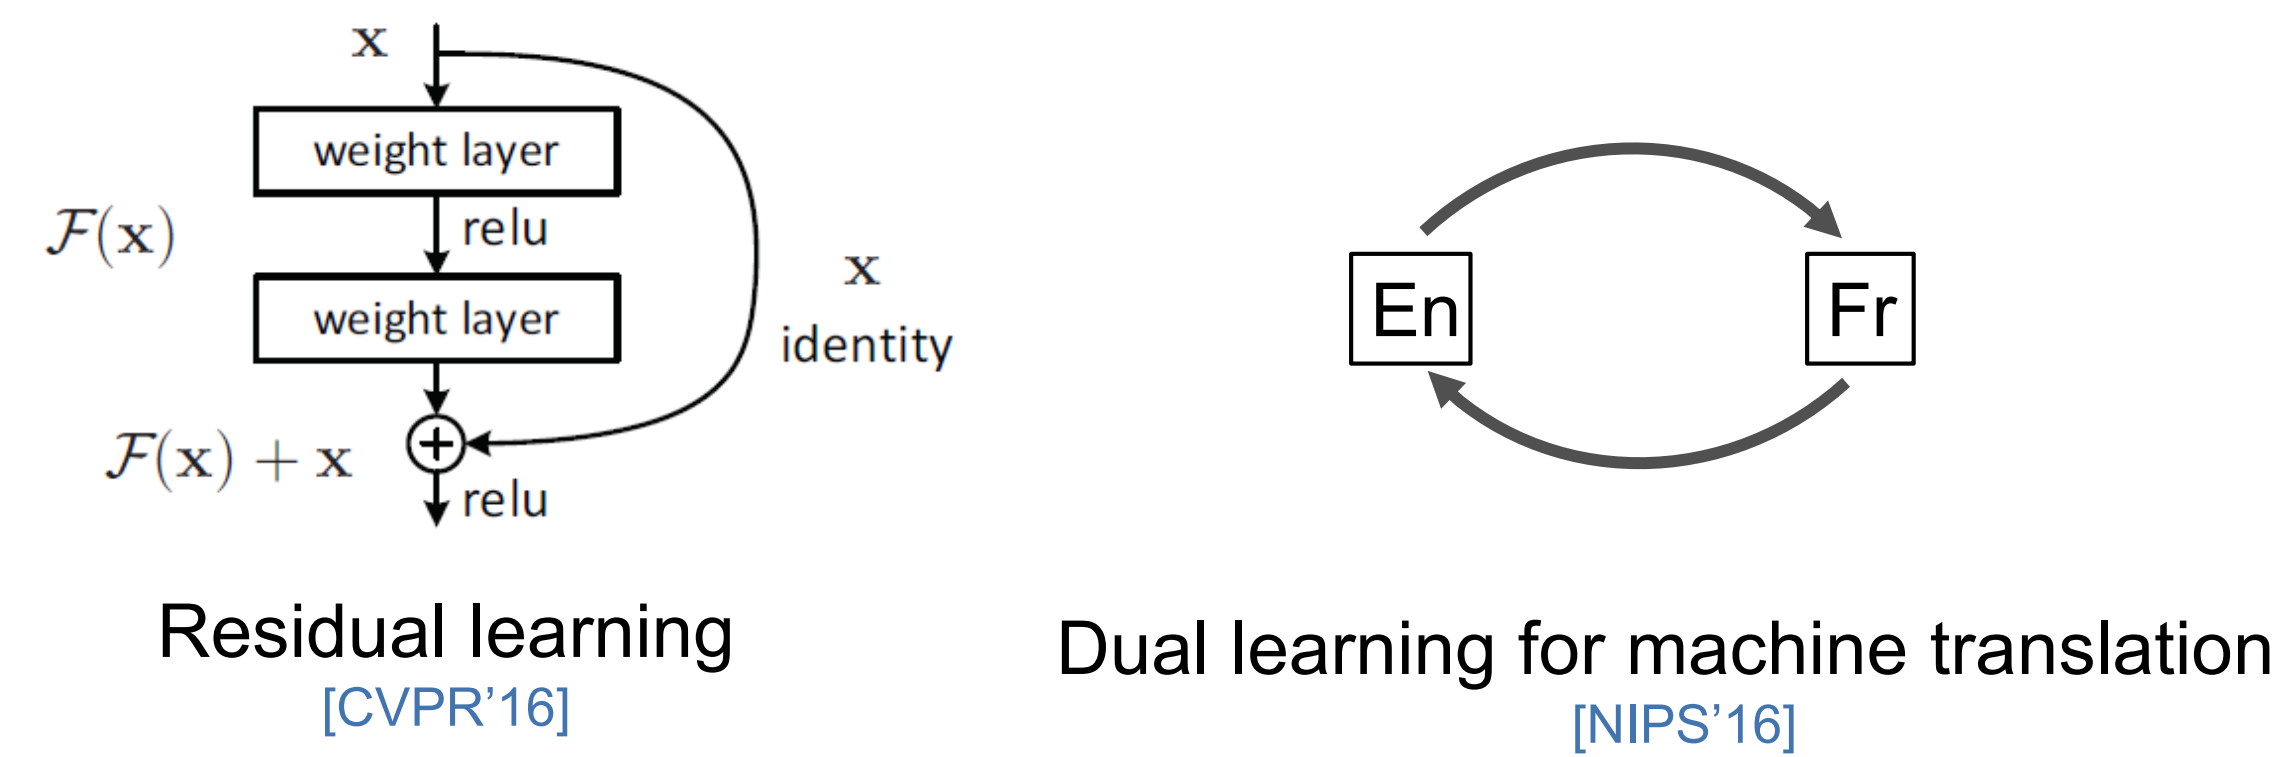 x
weight layer
F(x)
relu
weight layer
x
identity
F(x) + x
+
relu
Residual learning
[CVPR’16]
En
Fr
Dual learning for machine translation
[NIPS’16]